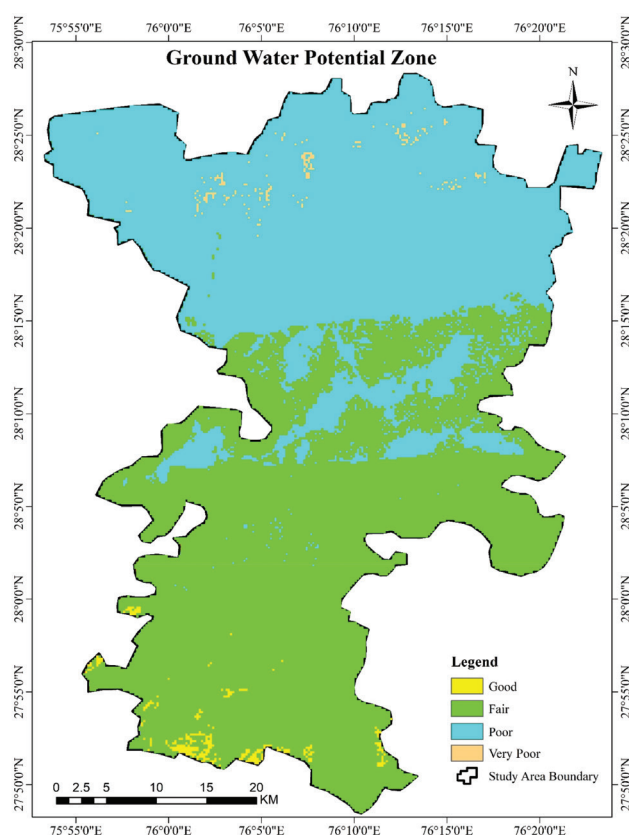 75°55'0"E 76°0'0"E 76°5'0"E 76°10'0"E 76°15'0"E 76°20'0"E
Ground Water Potential Zone
N
28°30'0"N
28°30'0"N
28°25'0"N
28°25'0"N
28°20'0"N
28°20'0"N
28°15'0"N
28°15'0"N
28°10'0"N
28°10'0"N
28°5'0"N
28°5'0"N
28°0'0"N
28°0'0"N
27°55'0"N
27°55'0"N
27°50'0"N
27°50'0"N
Legend
Good
Fair
Poor
Very Poor
Study Area Boundary
0 2.5 5 10 15 20
KM
75°55'0"E 76°0'0"E 76°5'0"E 76°10'0"E 76°15'0"E 76°20'0"E